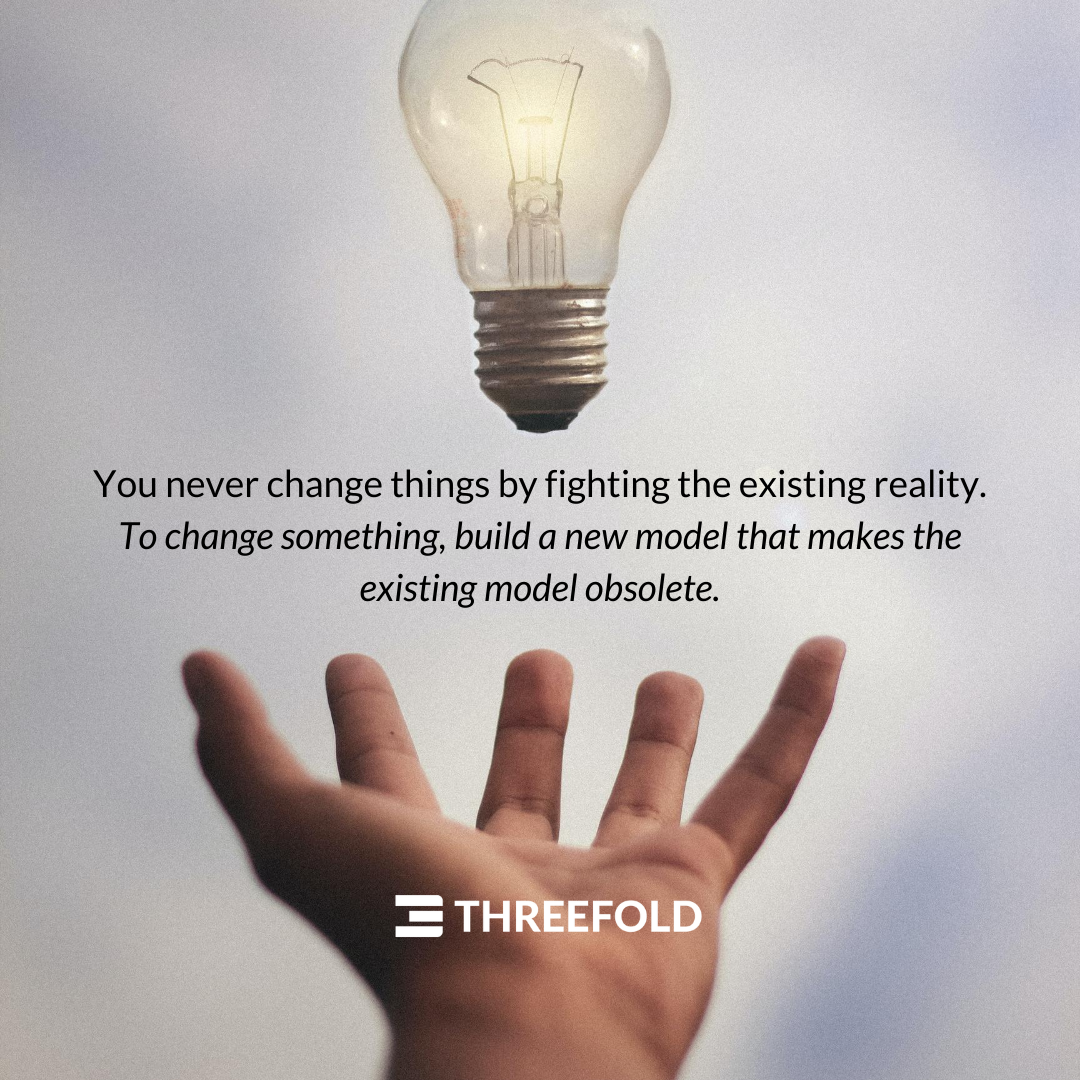 You never change things by fighting the existing reality.
To change something, build a new model that makes the
existing model obsolete.
THREEFOLD